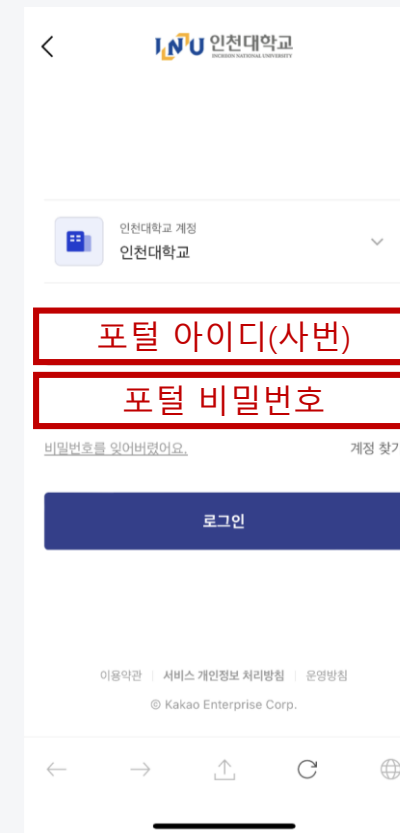 INU 인천대학교
INCHEON NATIONAL UNIVERSITY
인천대학교 계정
인천대학교
포털 아이디(사번)
포털 비밀번호
비밀번호를 잊어버렸어요. 계정 찾기
로그인
이용약관 | 서비스 개인정보 처리방침 | 운영방침
© Kakao Enterprise Corp.